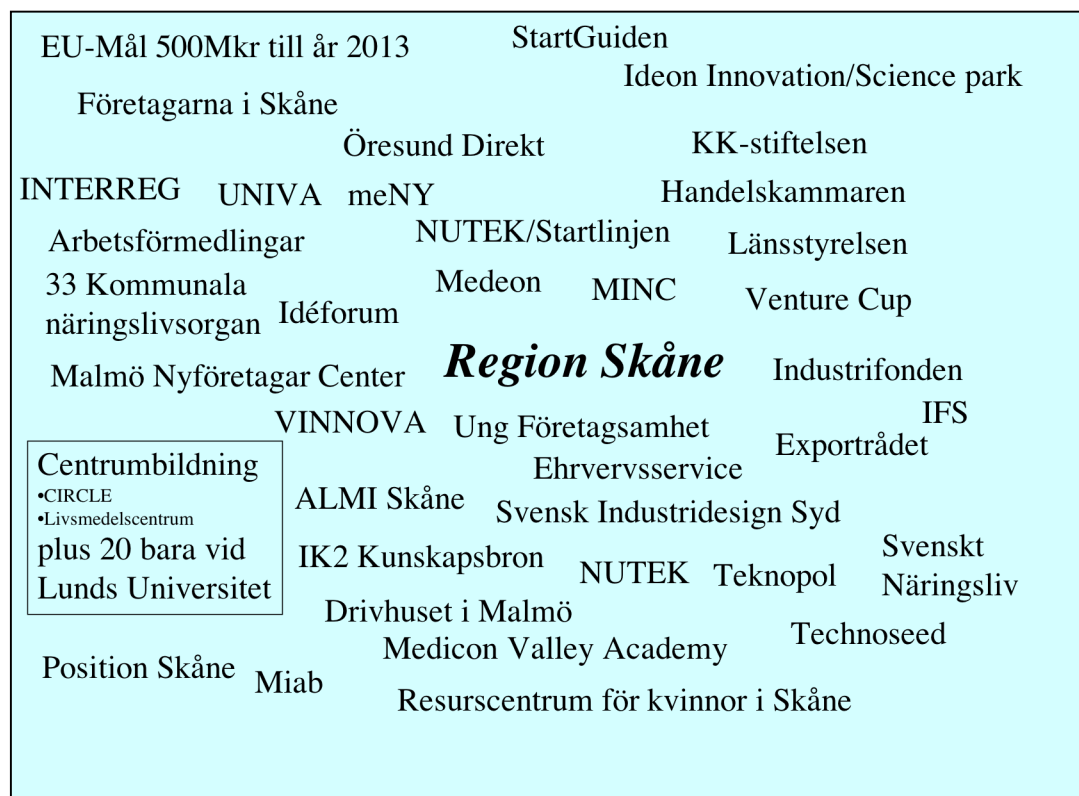 EU-Mål 500Mkr till år 2013
StartGuiden
Ideon Innovation/Science park
Företagarna i Skåne
Öresund Direkt
KK-stiftelsen
INTERREG
UNIVA
meNY
Handelskammaren
Arbetsförmedlingar
NUTEK/Startlinjen
Länsstyrelsen
33 Kommunala
näringslivsorgan
Idéforum
Medeon
MINC
Venture Cup
Malmö Nyföretagar Center
Region Skåne
Industrifonden
IFS
VINNOVA
Ung Företagsamhet
Exportrådet
Centrumbildning
•CIRCLE
•Livsmedelscentrum
plus 20 bara vid
Lunds Universitet
Ehrvervsservice
ALMI Skåne
Svensk Industridesign Syd
IK2 Kunskapsbron
NUTEK
Teknopol
Svenskt
Näringsliv
Drivhuset i Malmö
Technoseed
Medicon Valley Academy
Position Skåne
Miab
Resurscentrum för kvinnor i Skåne